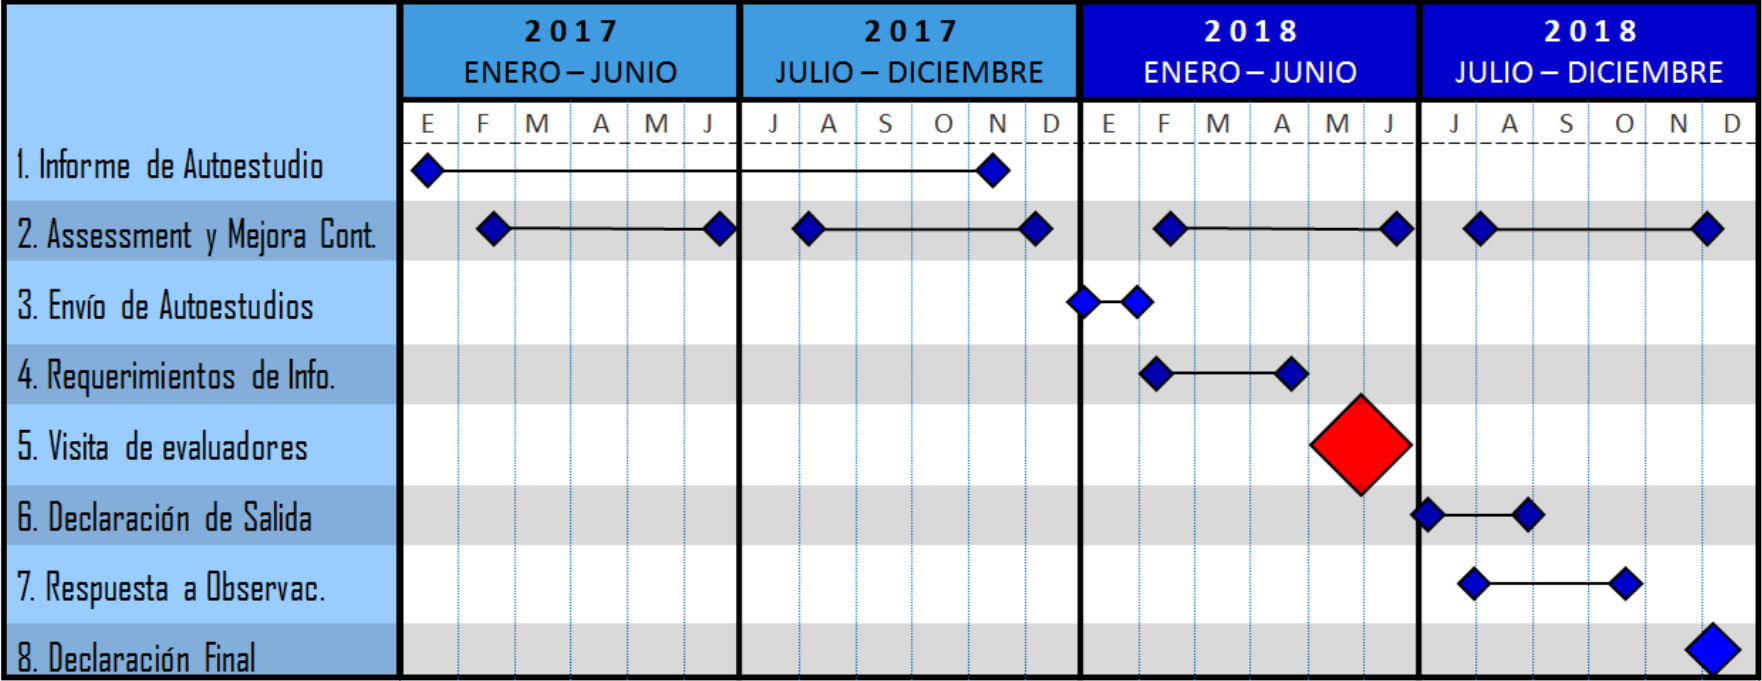 2017
ENERO – JUNIO
2017
JULIO – DICIEMBRE
2018
ENERO – JUNIO
2018
JULIO – DICIEMBRE
E F M A M J J A S O N D E F M A M J J A S O N D
1. Informe de Autoestudio
2. Assessment y Mejora Cont.
3. Envío de Autoestudios
4. Requerimientos de Info.
5. Visita de evaluadores
6. Declaración de Salida
7. Respuesta a Observac.
8. Declaración Final